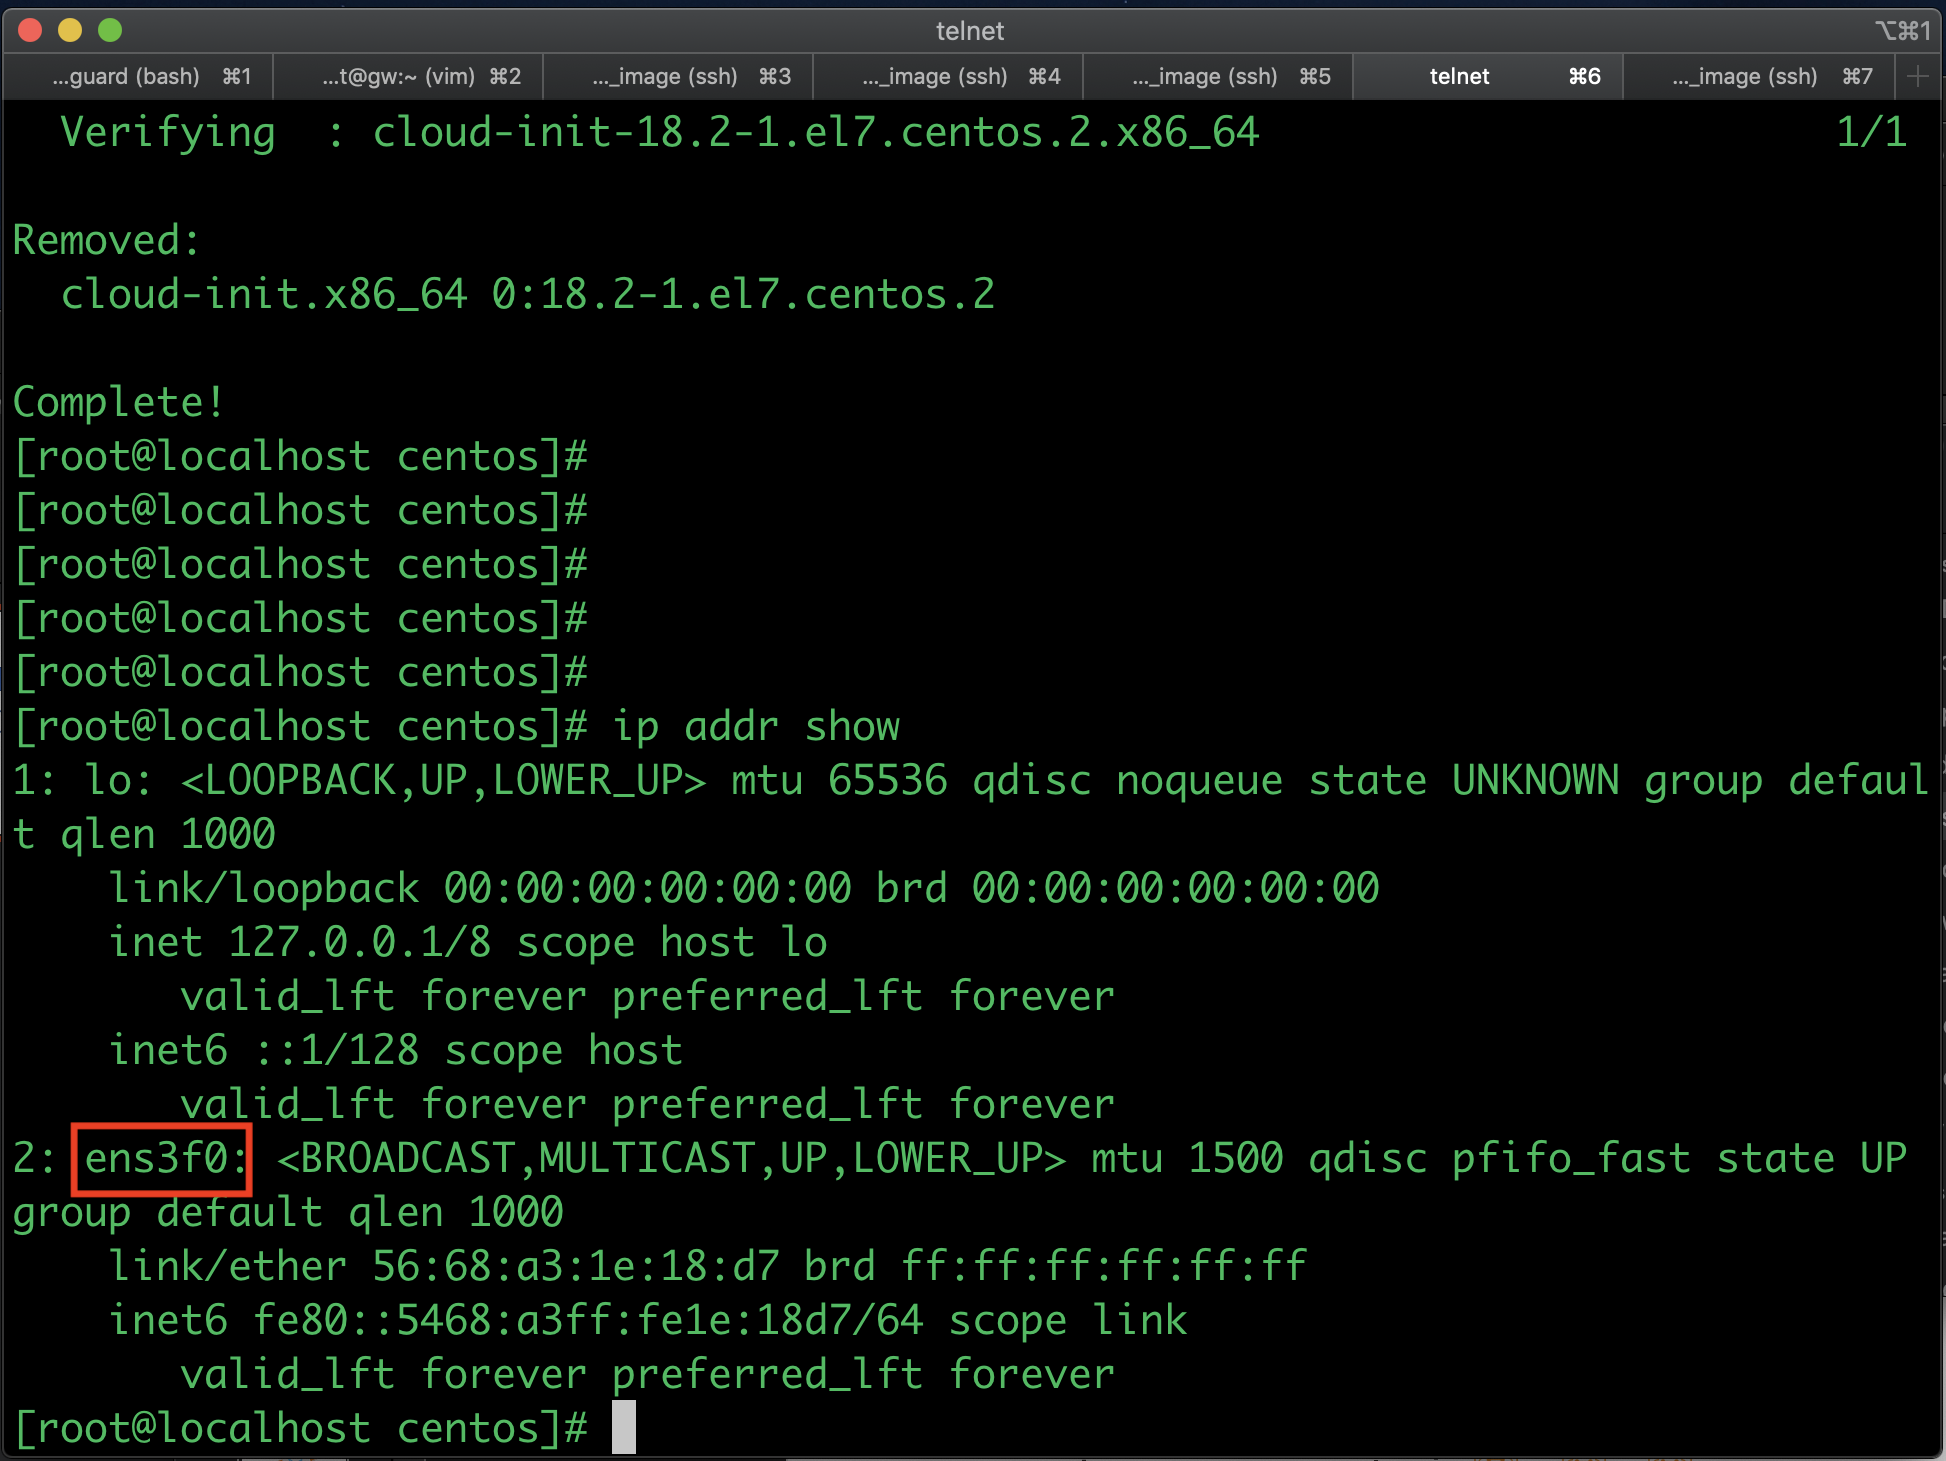 telnet ⌥⌘1
...guard (bash) ⌘1 ...t@gw:~ (vim) ⌘2 ..._image (ssh) ⌘3 ..._image (ssh) ⌘4 ..._image (ssh) ⌘5 telnet ⌘6 ..._image (ssh) ⌘7
Verifying : cloud-init-18.2-1.el7.centos.2.x86_64 1/1
Removed:
cloud-init.x86_64 0:18.2-1.el7.centos.2
Complete!
[root@localhost centos]#
[root@localhost centos]#
[root@localhost centos]#
[root@localhost centos]#
[root@localhost centos]#
[root@localhost centos]# ip addr show
1: lo: <LOOPBACK,UP,LOWER_UP> mtu 65536 qdisc noqueue state UNKNOWN group defaul
t qlen 1000
link/loopback 00:00:00:00:00:00 brd 00:00:00:00:00:00
inet 127.0.0.1/8 scope host lo
valid_lft forever preferred_lft forever
inet6 ::1/128 scope host
valid_lft forever preferred_lft forever
2: ens3f0: <BROADCAST,MULTICAST,UP,LOWER_UP> mtu 1500 qdisc pfifo_fast state UP
group default qlen 1000
link/ether 56:68:a3:1e:18:d7 brd ff:ff:ff:ff:ff:ff
inet6 fe80::5468:a3ff:fe1e:18d7/64 scope link
valid_lft forever preferred_lft forever
[root@localhost centos]#